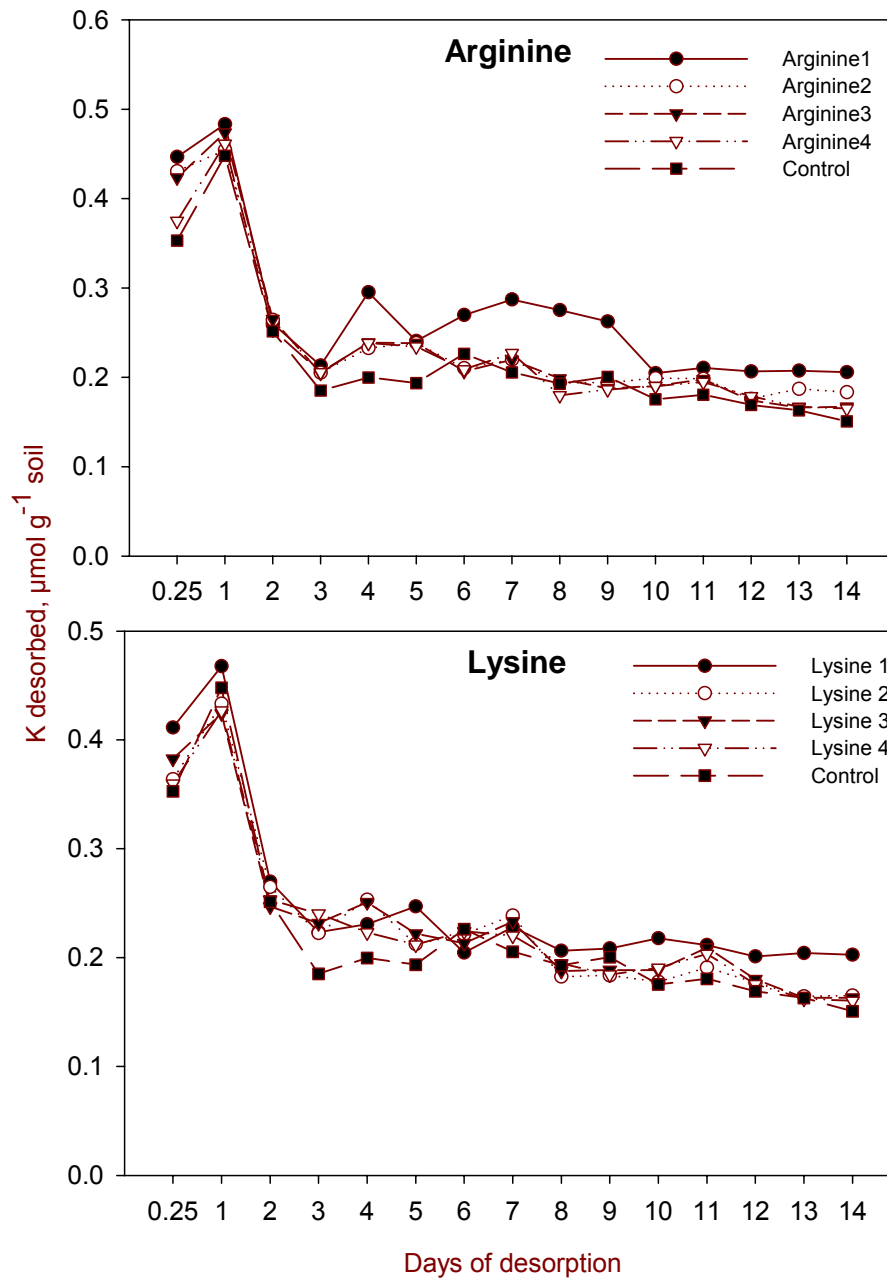 Arginine
Arginine1
Arginine2
Arginine3
Arginine4
Control
0.6
0.5
0.4
0.3
0.2
0.1
0.0
0.25 1 2 3 4 5 6 7 8 9 10 11 12 13 14
K desorbed, µmol g⁻¹ soil
Lysine
Lysine 1
Lysine 2
Lysine 3
Lysine 4
Control
0.5
0.4
0.3
0.2
0.1
0.0
0.25 1 2 3 4 5 6 7 8 9 10 11 12 13 14
Days of desorption